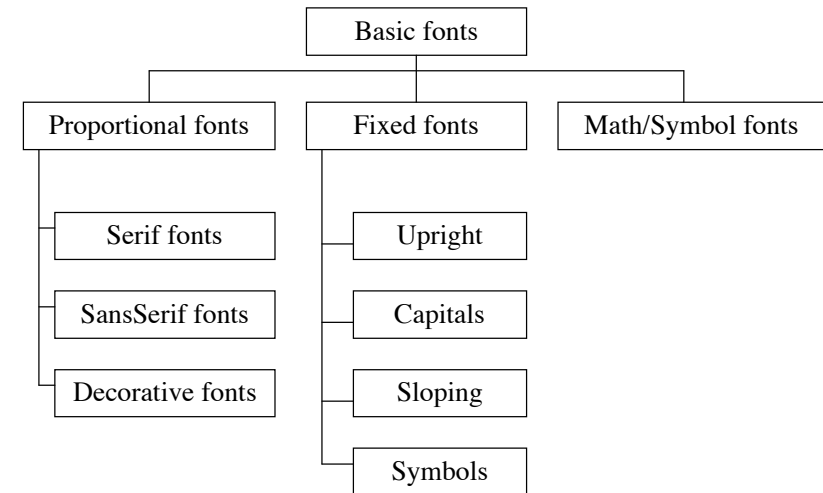 Basic fonts
Proportional fonts
Fixed fonts
Math/Symbol fonts
Serif fonts
SansSerif fonts
Decorative fonts
Upright
Capitals
Sloping
Symbols